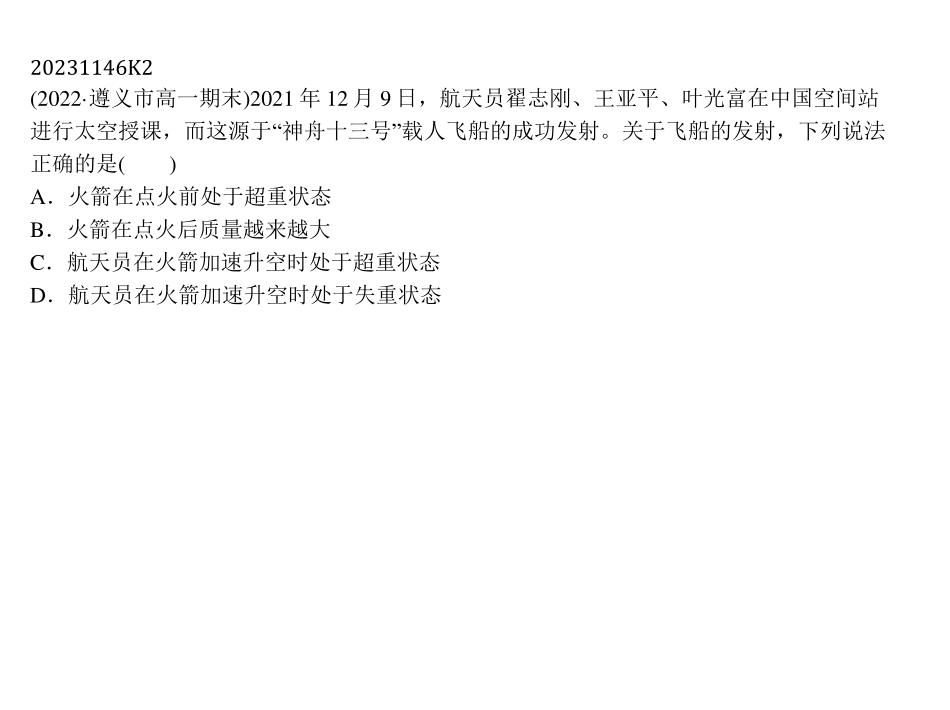 20231146K2
(2022·遵义市高一期末)2021 年 12 月 9 日，航天员翟志刚、王亚平、叶光富在中国空间站
进行太空授课，而这源于“神舟十三号”载人飞船的成功发射。关于飞船的发射，下列说法
正确的是(　　)
A．火箭在点火前处于超重状态
B．火箭在点火后质量越来越大
C．航天员在火箭加速升空时处于超重状态
D．航天员在火箭加速升空时处于失重状态